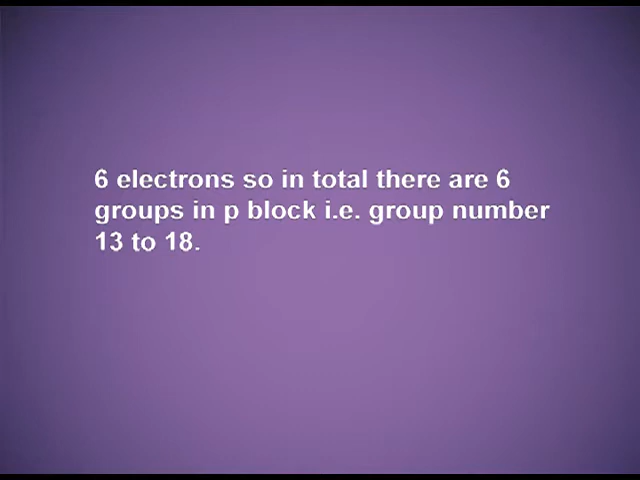 6 electrons so in total there are 6
groups in p block i.e. group number
13 to 18.